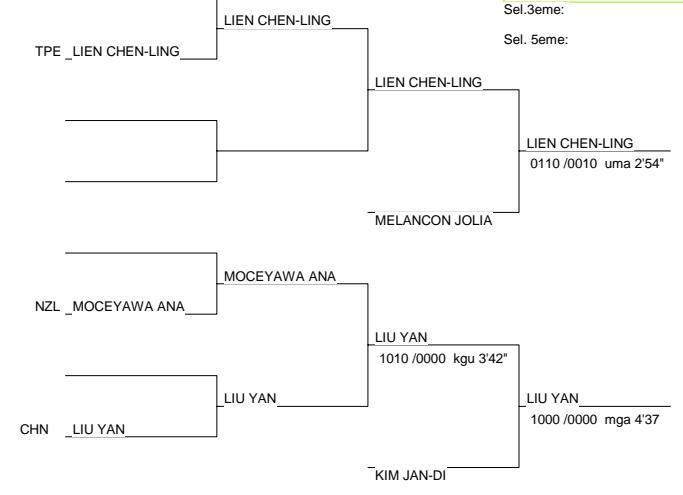 Sel.3eme:
LIEN CHEN-LING
Sel. 5eme:
TPE LIEN CHEN-LING
LIEN CHEN-LING
LIEN CHEN-LING
0110 /0010 uma 2'54"
MELANCON JOLIA
MOCEYAWA ANA
NZL MOCEYAWA ANA
LIU YAN
1010 /0000 kgu 3'42"
LIU YAN
LIU YAN
1000 /0000 mga 4'37
CHN LIU YAN
KIM JAN-DI